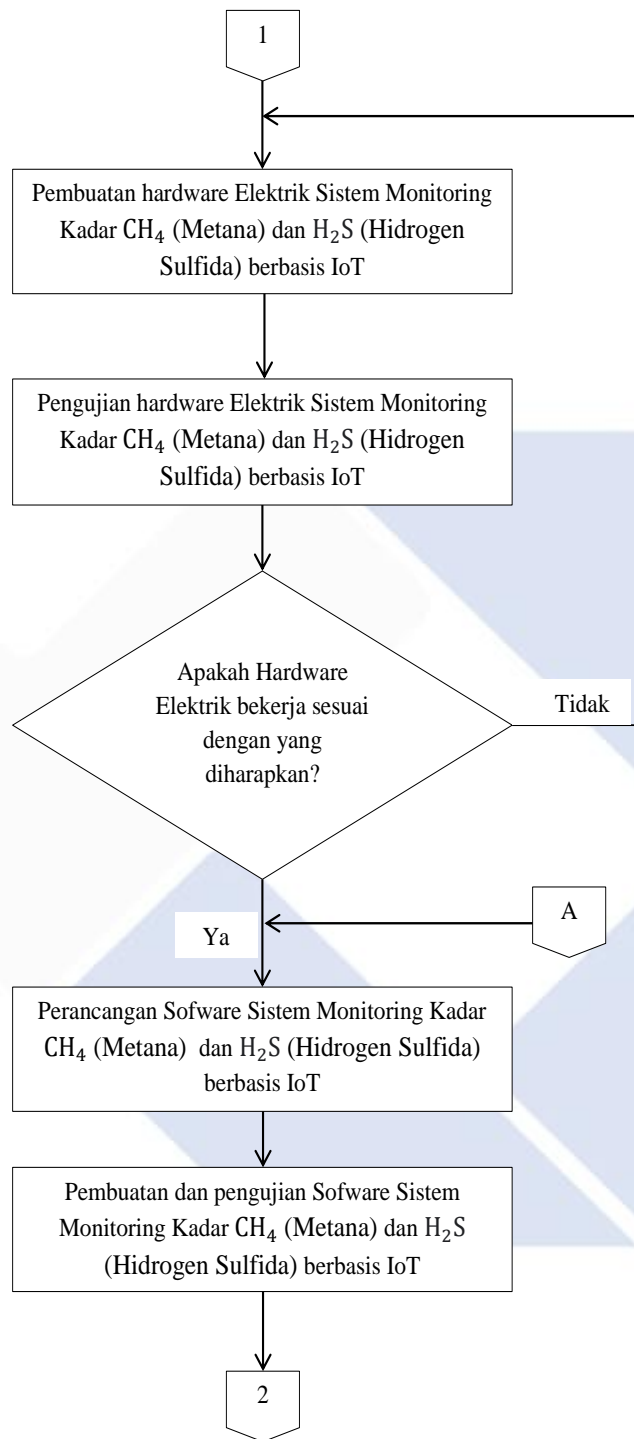 1
Pembuatan hardware Elektrik Sistem Monitoring
Kadar CH₄ (Metana) dan H₂S (Hidrogen
Sulfida) berbasis IoT
Pengujian hardware Elektrik Sistem Monitoring
Kadar CH₄ (Metana) dan H₂S (Hidrogen
Sulfida) berbasis IoT
Apakah Hardware
Elektrik bekerja sesuai
dengan yang
diharapkan?
Tidak
Ya
A
Perancangan Sofware Sistem Monitoring Kadar
CH₄ (Metana) dan H₂S (Hidrogen Sulfida)
berbasis IoT
Pembuatan dan pengujian Sofware Sistem
Monitoring Kadar CH₄ (Metana) dan H₂S
(Hidrogen Sulfida) berbasis IoT
2